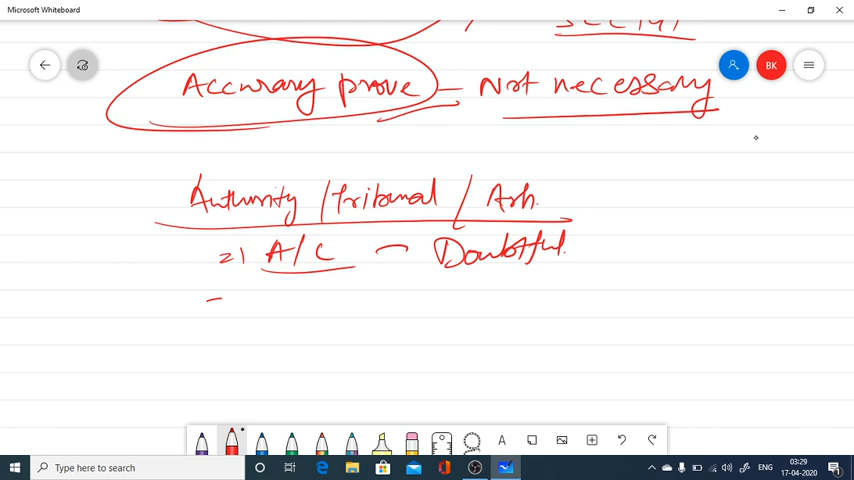 Microsoft Whiteboard
BK
Accuracy prove - Not necessary
Authority / Tribunal / Arb.
=) A/C - Doubtful.
A
Type here to search
ENG
03:29
17-04-2020